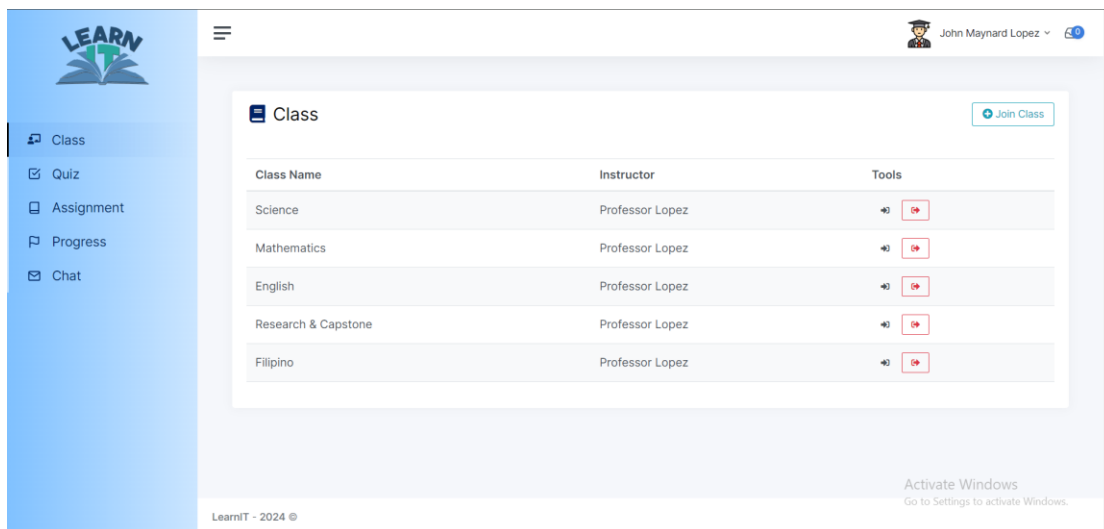 LEARN
IT
John Maynard Lopez 0
Class
Quiz
Assignment
Progress
Chat
Class
Join Class
Class Name Instructor Tools
Science Professor Lopez
Mathematics Professor Lopez
English Professor Lopez
Research & Capstone Professor Lopez
Filipino Professor Lopez
Activate Windows
Go to Settings to activate Windows.
LearnIT - 2024 ©